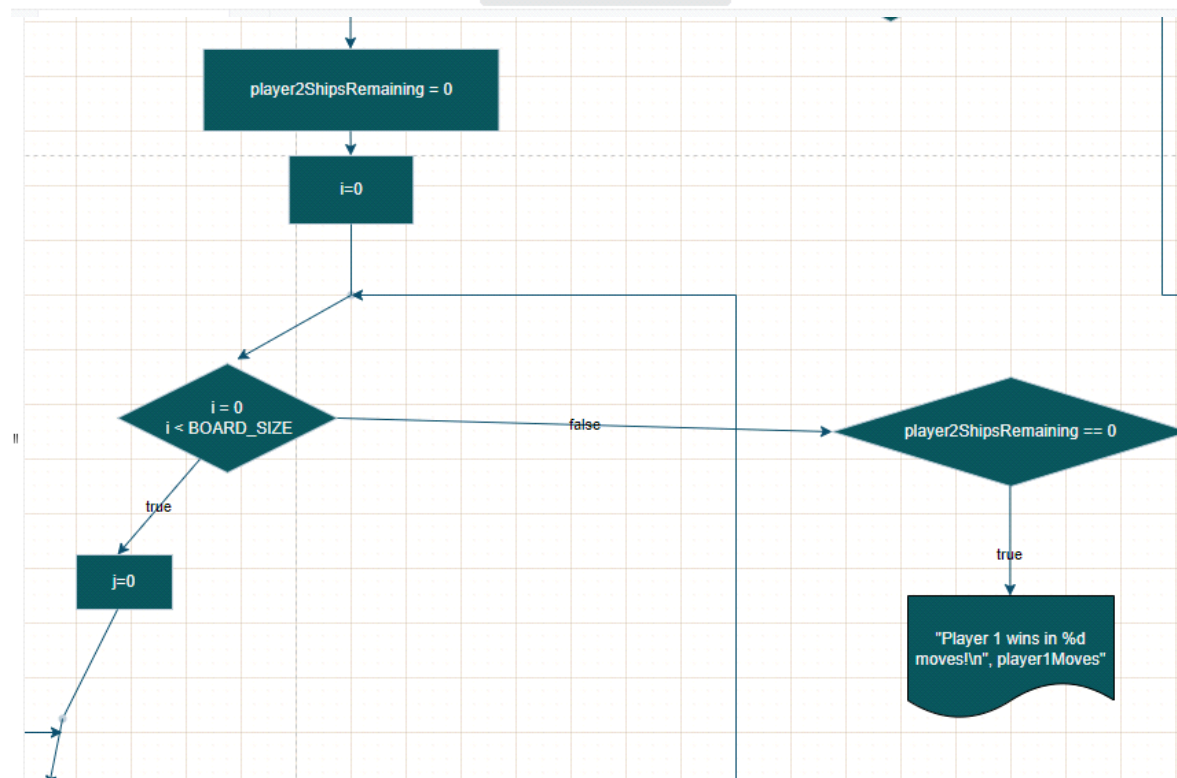 player2ShipsRemaining = 0
i=0
i = 0
i < BOARD_SIZE
false
player2ShipsRemaining == 0
true
true
j=0
"Player 1 wins in %d
moves!\n", player1Moves"